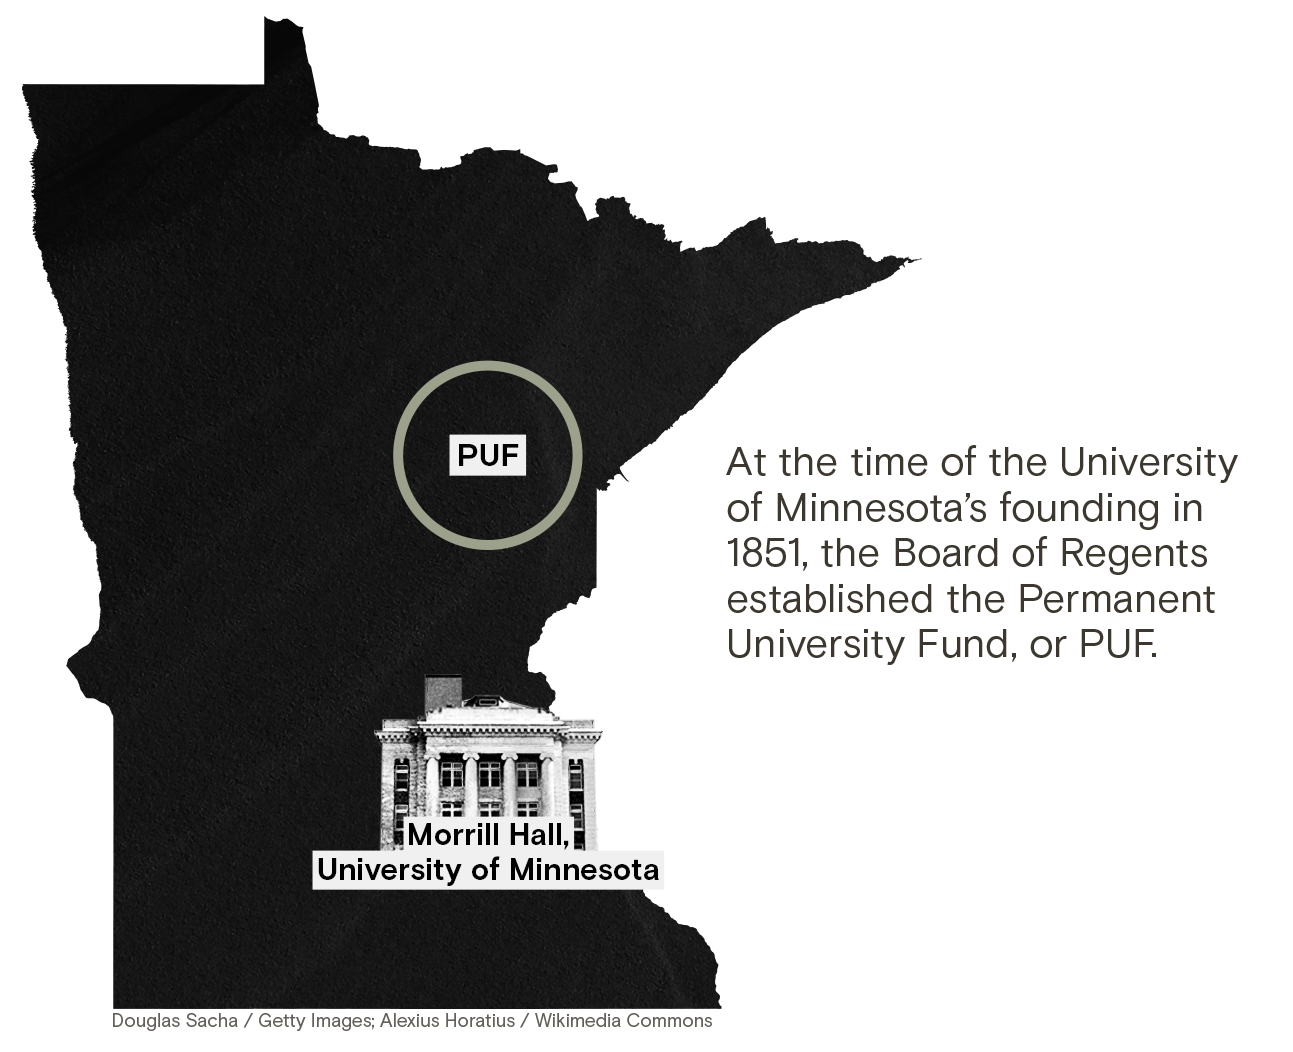 PUF
At the time of the University
of Minnesota’s founding in
1851, the Board of Regents
established the Permanent
University Fund, or PUF.
Morrill Hall,
University of Minnesota
Douglas Sacha / Getty Images; Alexius Horatius / Wikimedia Commons